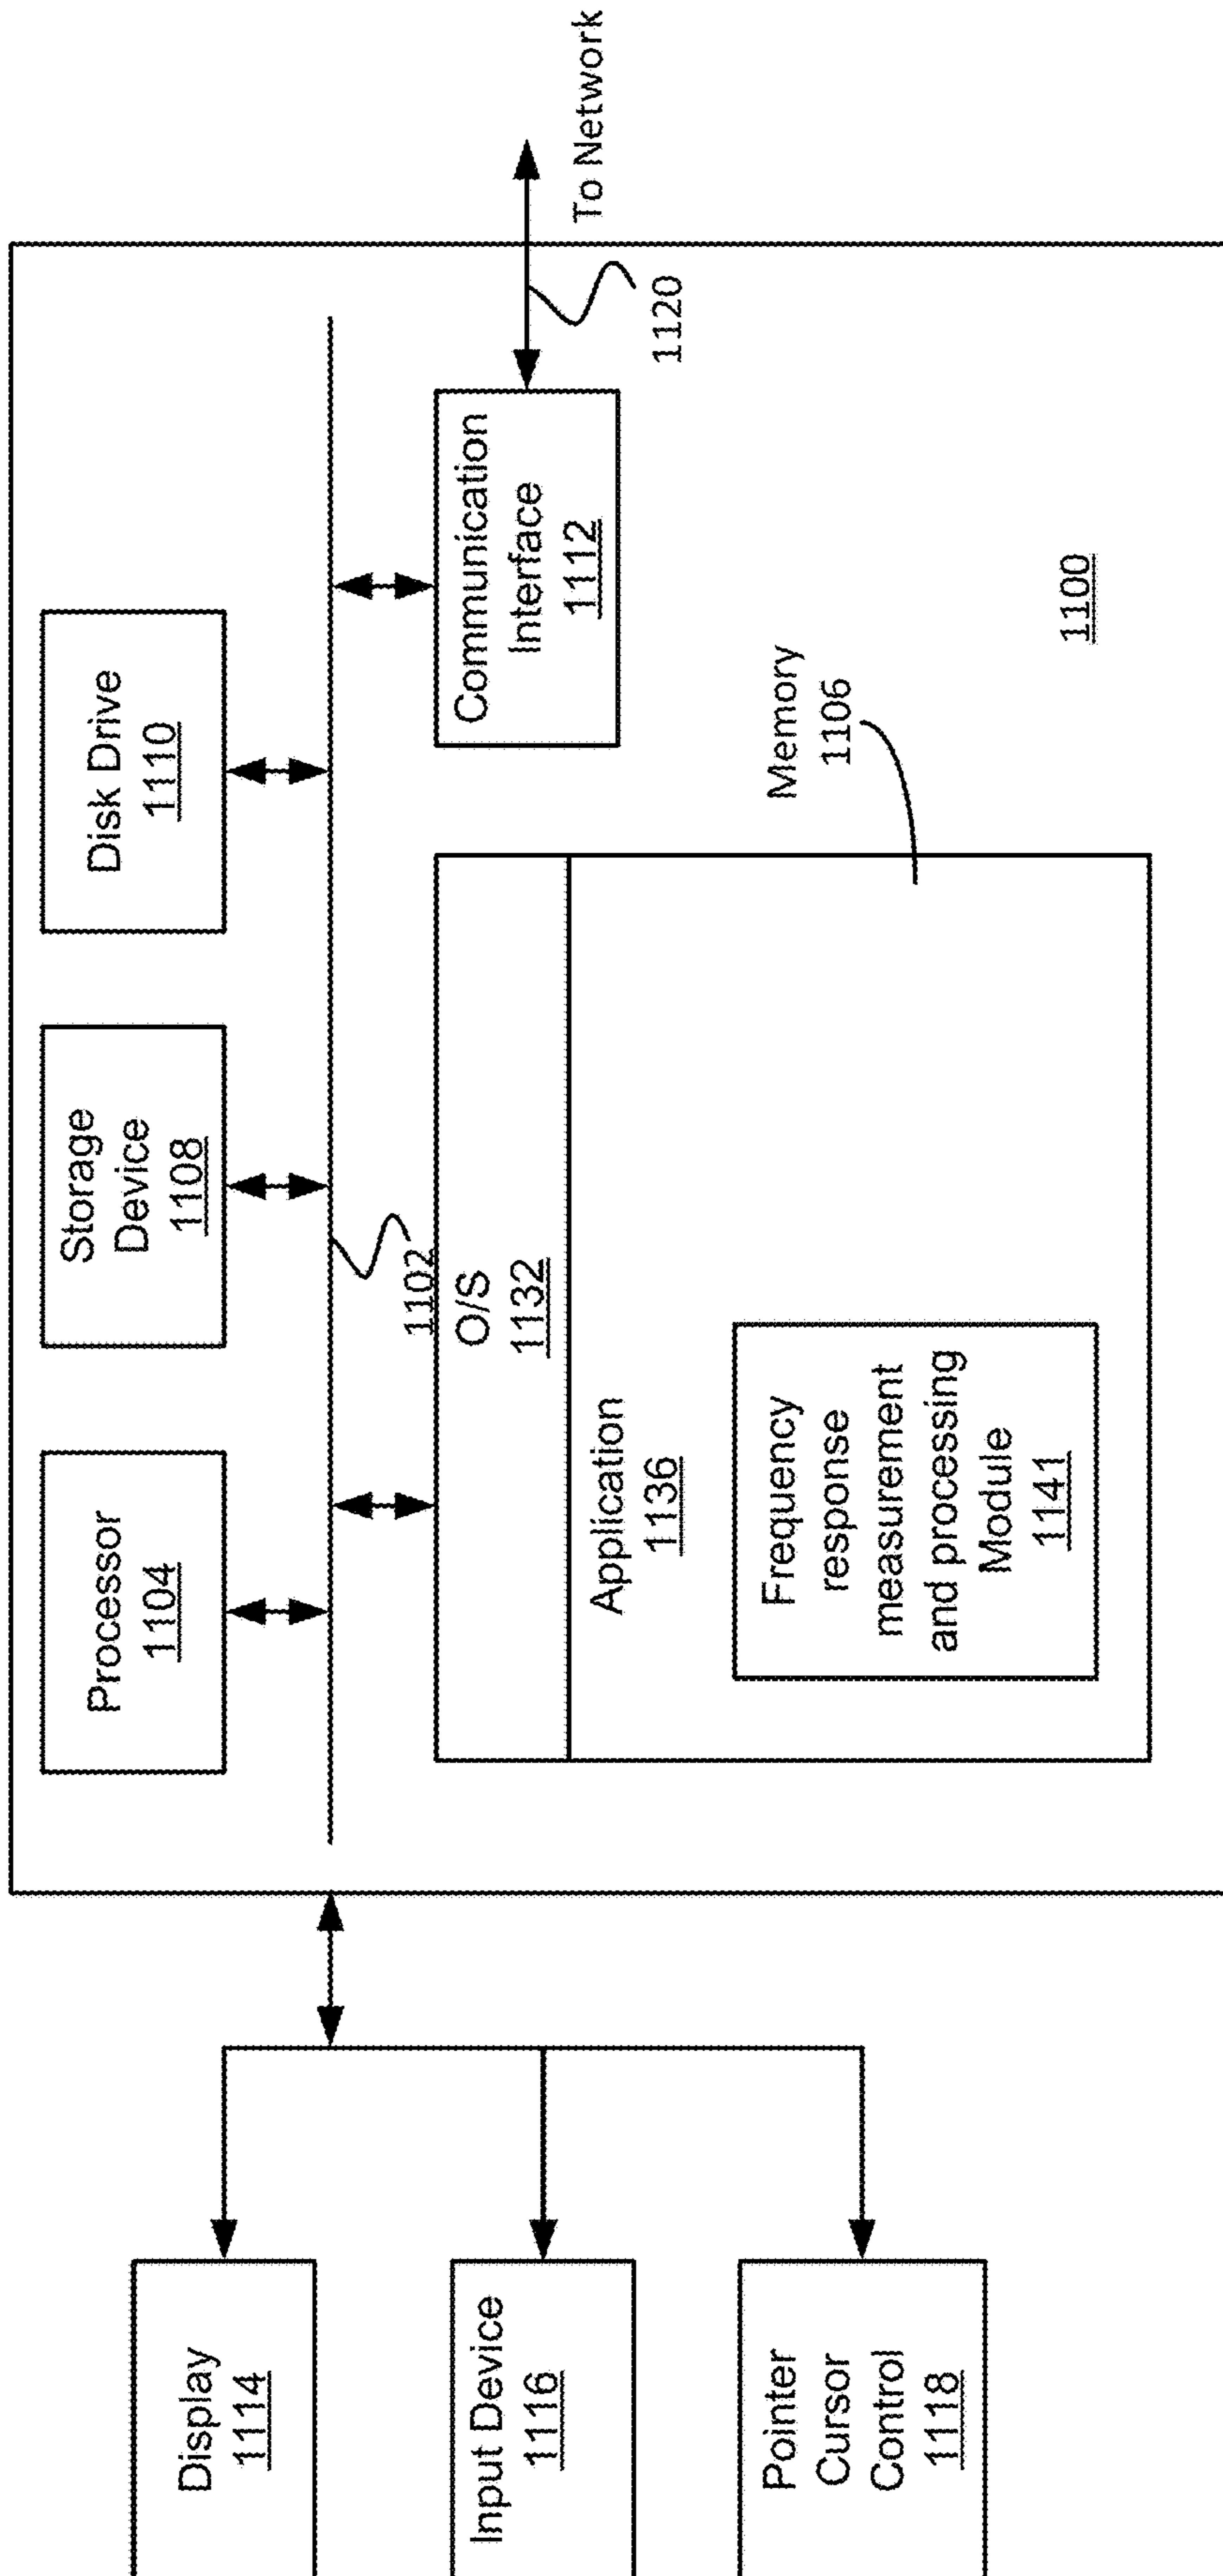 Display
1114
Input Device
1116
Pointer
Cursor
Control
1118
Processor
1104
Storage
Device
1108
Disk Drive
1110
1102
O/S
1132
Application
1136
Frequency
response
measurement
and processing
Module
1141
Memory
1106
Communication
Interface
1112
1120
To Network
1100